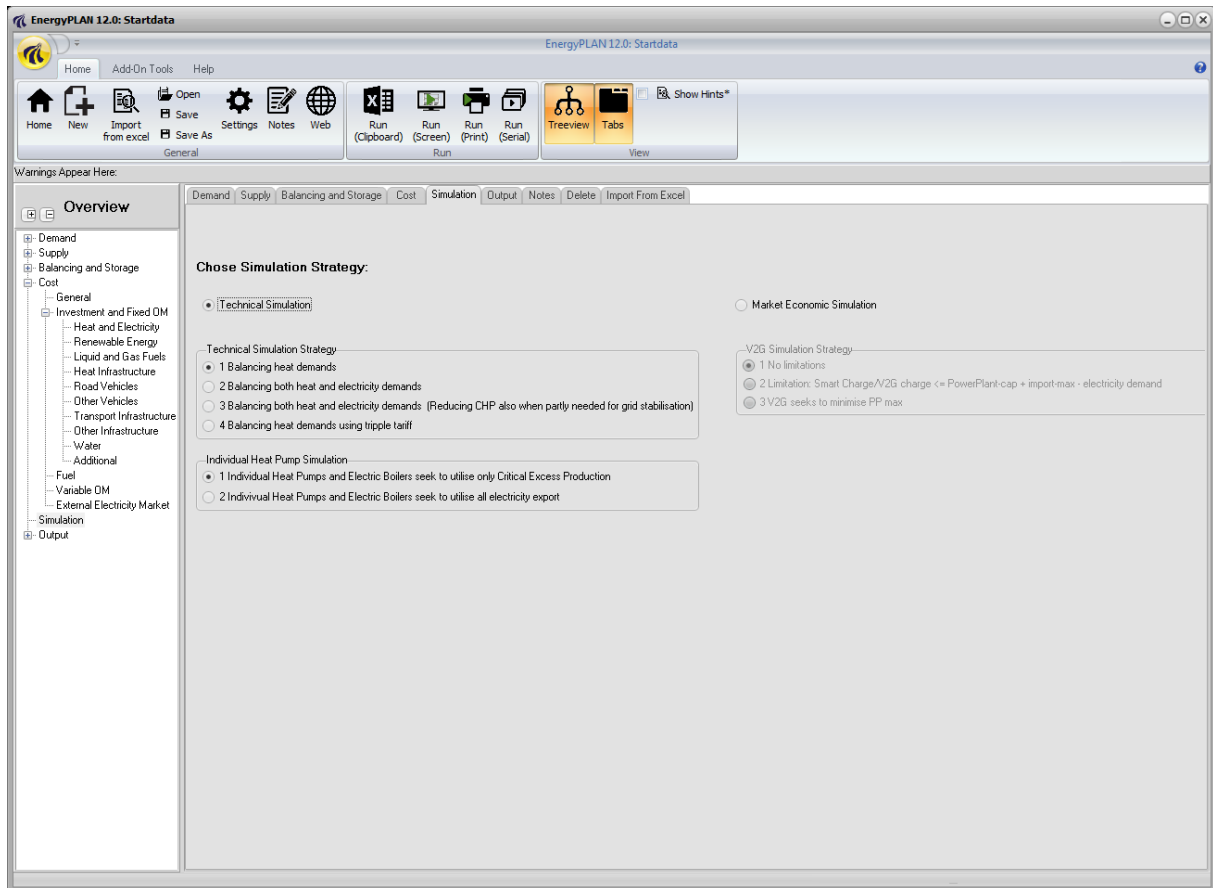 EnergyPLAN 12.0: Startdata
EnergyPLAN 12.0: Startdata
Home Add-On Tools Help
Home New Import from excel Open Save Save As Settings Notes Web
General
Run (Clipboard) Run (Screen) Run (Print) Run (Serial)
Run
Treeview Tabs Show Hints*
View
Warnings Appear Here:
Overview
Demand
Supply
Balancing and Storage
Cost
General
Investment and Fixed OM
Heat and Electricity
Renewable Energy
Liquid and Gas Fuels
Heat Infrastructure
Road Vehicles
Other Vehicles
Transport Infrastructure
Other Infrastructure
Water
Additional
Fuel
Variable OM
External Electricity Market
Simulation
Output
Demand Supply Balancing and Storage Cost Simulation Output Notes Delete Import From Excel
Chose Simulation Strategy:
Technical Simulation
Market Economic Simulation
Technical Simulation Strategy
1 Balancing heat demands
2 Balancing both heat and electricity demands
3 Balancing both heat and electricity demands (Reducing CHP also when partly needed for grid stabilisation)
4 Balancing heat demands using tripple tariff
V2G Simulation Strategy
1 No limitations
2 Limitation: Smart Charge/V2G charge <= PowerPlant-cap + import-max - electricity demand
3 V2G seeks to minimise PP max
Individual Heat Pump Simulation
1 Individual Heat Pumps and Electric Boilers seek to utilise only Critical Excess Production
2 Indivivual Heat Pumps and Electric Boilers seek to utilise all electricity export